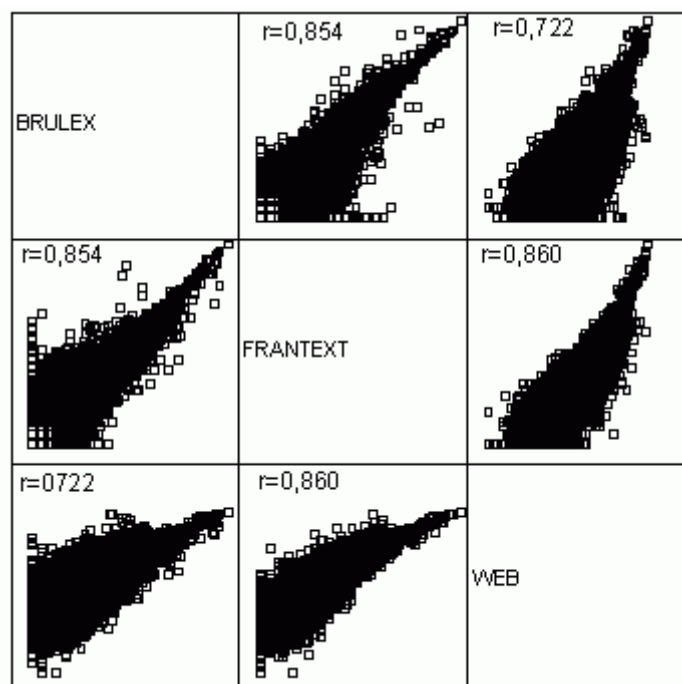 r=0,854
r=0,722
BRULEX
r=0,854
r=0,860
FRANTEXT
r=0722
r=0,860
WEB